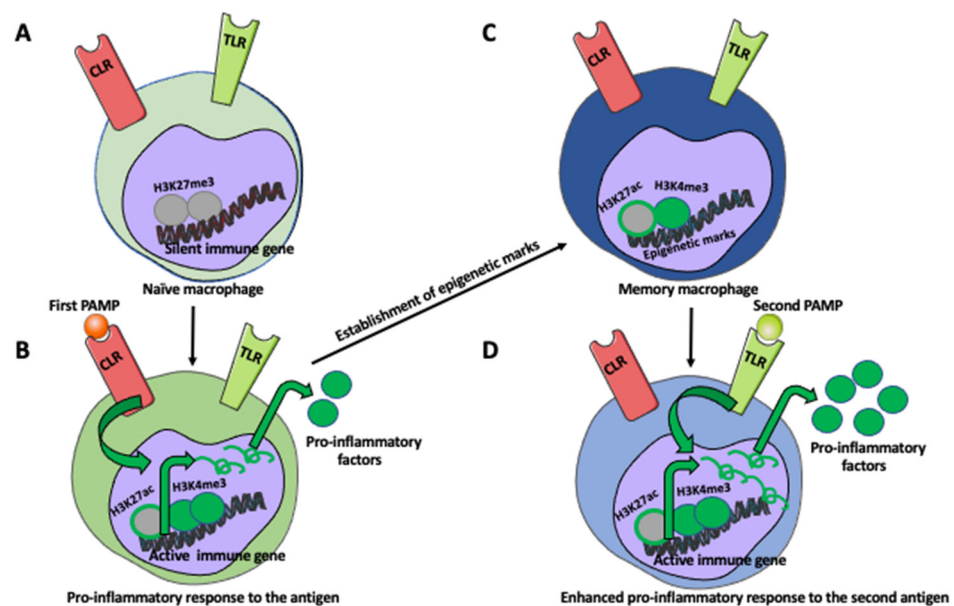 A
CLR
TLR
H3K27me3
Silent immune gene
Naïve macrophage
First PAMP
B
CLR
TLR
Pro-inflammatory
factors
H3K27ac
H3K4me3
Active immune gene
Pro-inflammatory response to the antigen
Establishment of epigenetic marks
C
CLR
TLR
H3K27ac
H3K4me3
Epigenetic marks
Memory macrophage
Second PAMP
D
CLR
TLR
Pro-inflammatory
factors
H3K27ac
H3K4me3
Active immune gene
Enhanced pro-inflammatory response to the second antigen